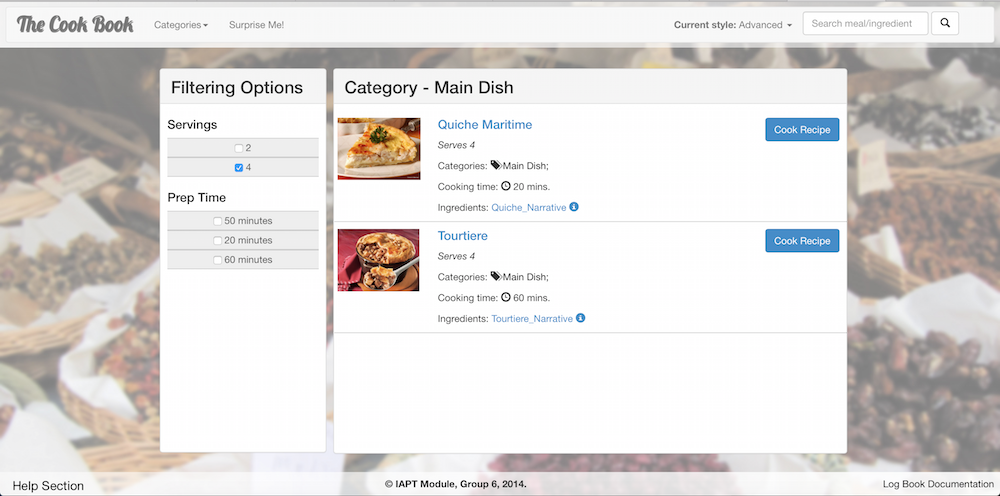 The Cook Book
Categories
Surprise Me!
Current style: Advanced
Search meal/ingredient
Filtering Options
Servings
2
4
Prep Time
50 minutes
20 minutes
60 minutes
Category - Main Dish
Quiche Maritime
Cook Recipe
Serves 4
Categories: Main Dish;
Cooking time: 20 mins.
Ingredients: Quiche_Narrative
Tourtiere
Cook Recipe
Serves 4
Categories: Main Dish;
Cooking time: 60 mins.
Ingredients: Tourtiere_Narrative
Help Section
© IAPT Module, Group 6, 2014.
Log Book Documentation